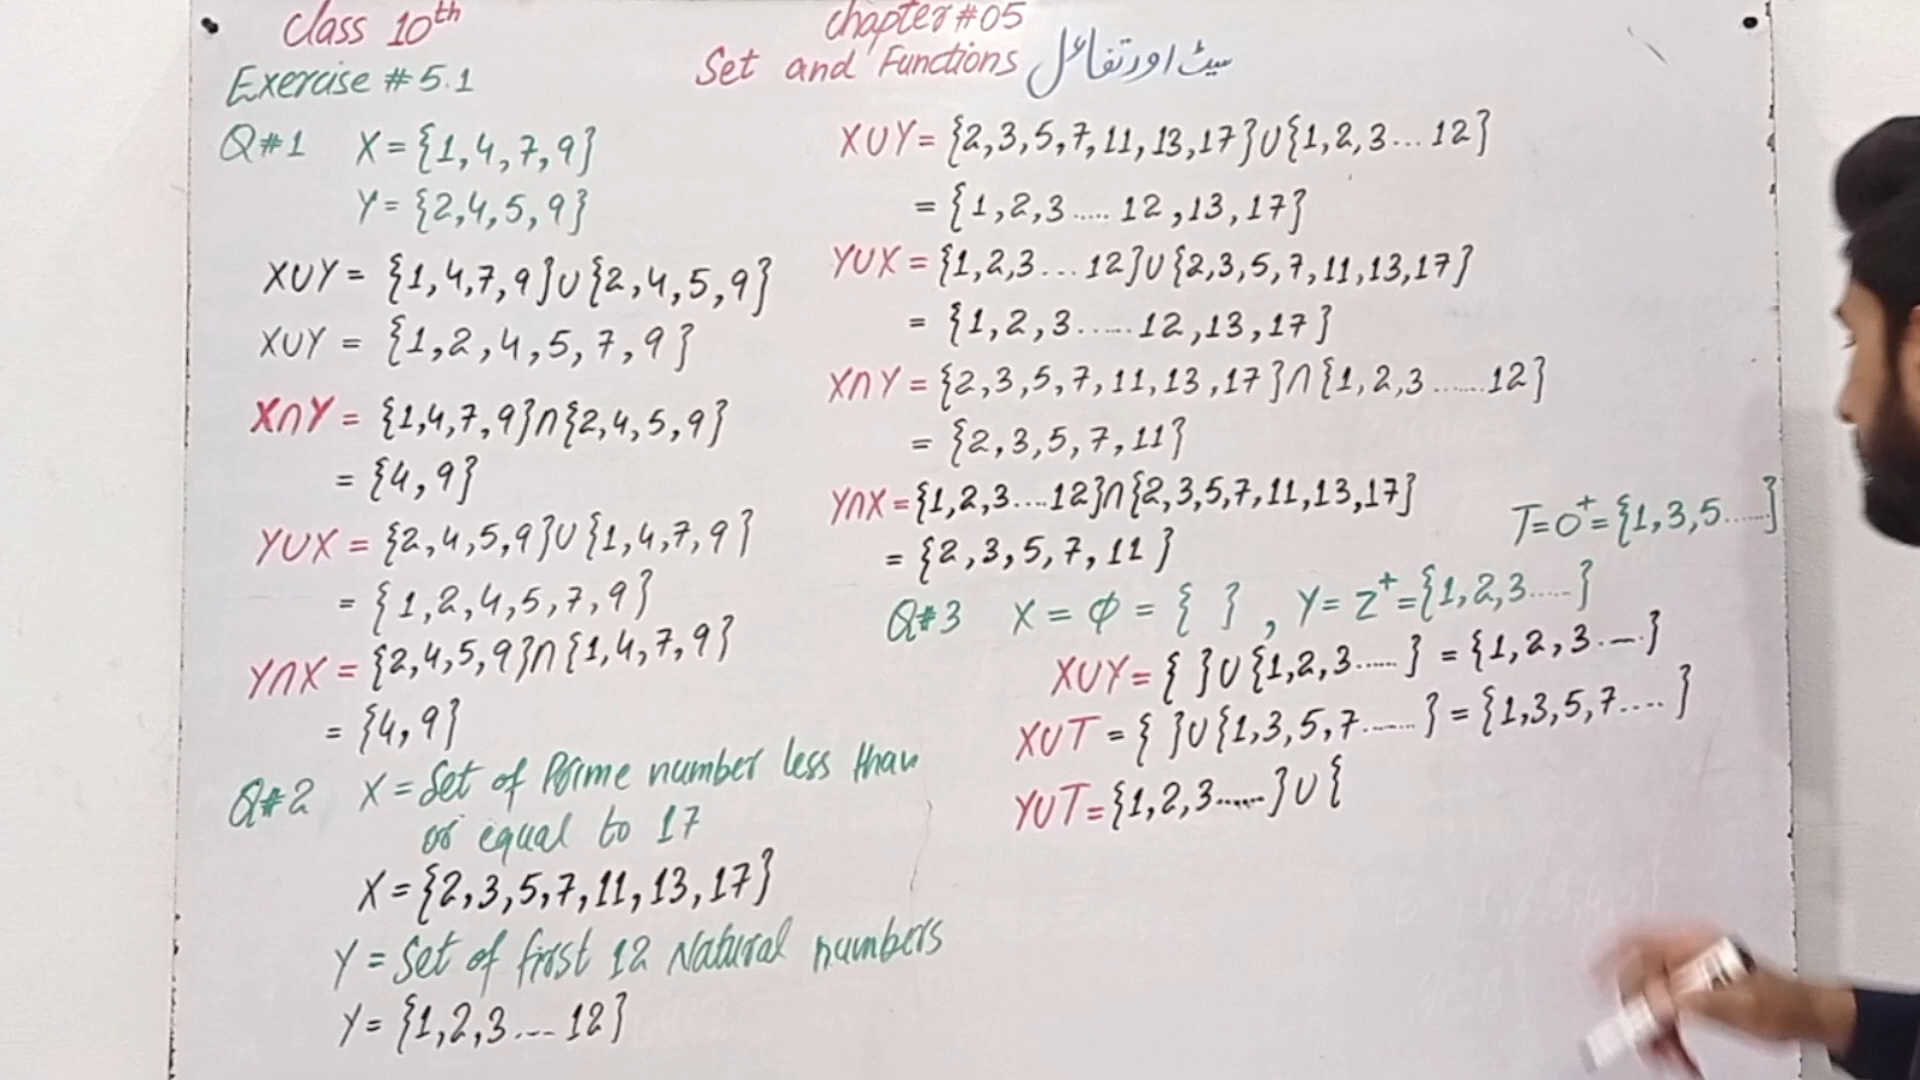 Class 10th
Chapter #05
Exercise #5.1
Set and Functions سیٹ اور تفاعل
Q#1 X={1,4,7,9}
Y={2,4,5,9}
X∪Y= {1,4,7,9}∪{2,4,5,9}
X∪Y = {1,2,4,5,7,9}
X∩Y= {1,4,7,9}∩{2,4,5,9}
= {4,9}
Y∪X= {2,4,5,9}∪{1,4,7,9}
= {1,2,4,5,7,9}
Y∩X= {2,4,5,9}∩{1,4,7,9}
= {4,9}
Q#2 X=Set of Prime number less than
or equal to 17
X={2,3,5,7,11,13,17}
Y = Set of first 12 Natural numbers
Y= {1,2,3.... 12}
X∪Y= {2,3,5,7,11,13,17}∪{1,2,3... 12}
= {1,2,3..... 12,13,17}
Y∪X = {1,2,3... 12}∪{2,3,5,7,11,13,17}
= {1,2,3...... 12,13,17}
X∩Y={2,3,5,7,11,13,17}∩{1,2,3.......12}
= {2,3,5,7,11}
Y∩X={1,2,3....12}∩{2,3,5,7,11,13,17}
= {2,3,5,7,11}
T=O⁺={1,3,5......}
Q#3 X = φ = { }, Y= Z⁺={1,2,3.....}
X∪Y= { }∪{1,2,3......} = {1,2,3....}
X∪T = { }∪{1,3,5,7.......} = {1,3,5,7....}
Y∪T={1,2,3......}∪{